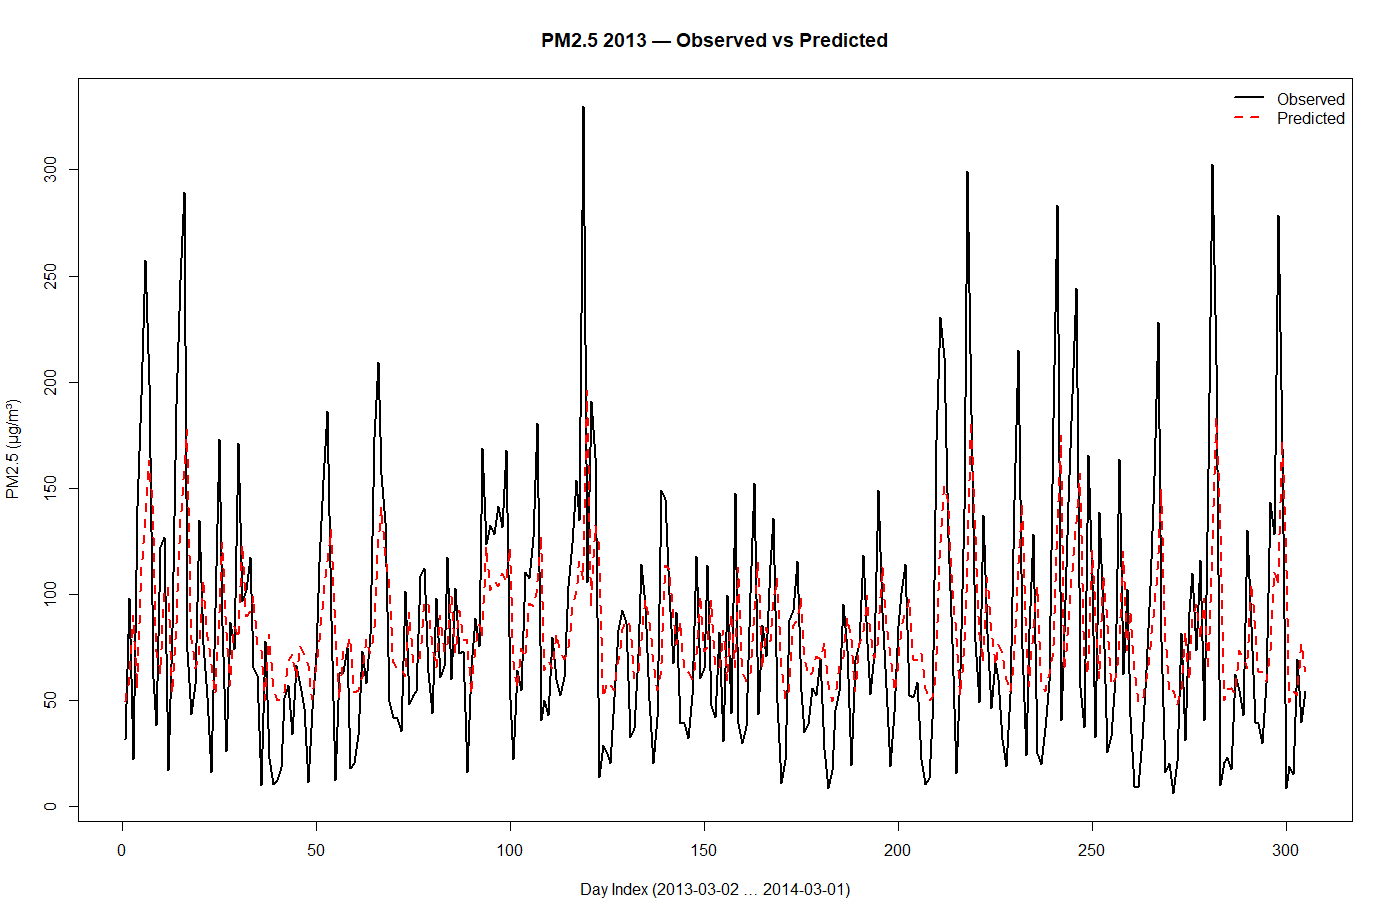 PM2.5 2013 — Observed vs Predicted
Observed
Predicted
PM2.5 (µg/m³)
300
250
200
150
100
50
0
0 50 100 150 200 250 300
Day Index (2013-03-02 … 2014-03-01)